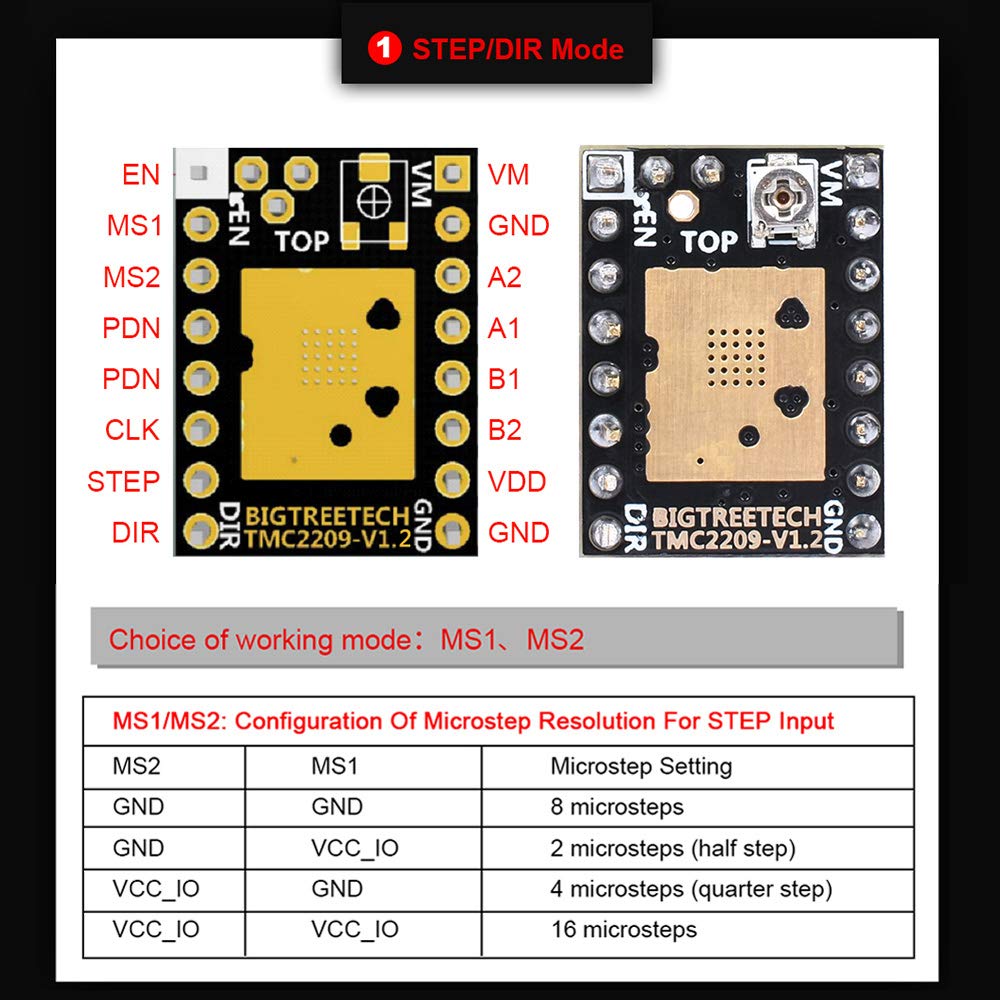 1 STEP/DIR Mode
EN
MS1
MS2
PDN
PDN
CLK
STEP
DIR
EN
TOP
VM
DIR
BIGTREETECH
TMC2209-V1.2
GND
VM
GND
A2
A1
B1
B2
VDD
GND
EN
TOP
VM
DIR
BIGTREETECH
TMC2209-V1.2
GND
Choice of working mode: MS1、MS2
MS1/MS2: Configuration Of Microstep Resolution For STEP Input
MS2 MS1 Microstep Setting
GND GND 8 microsteps
GND VCC_IO 2 microsteps (half step)
VCC_IO GND 4 microsteps (quarter step)
VCC_IO VCC_IO 16 microsteps